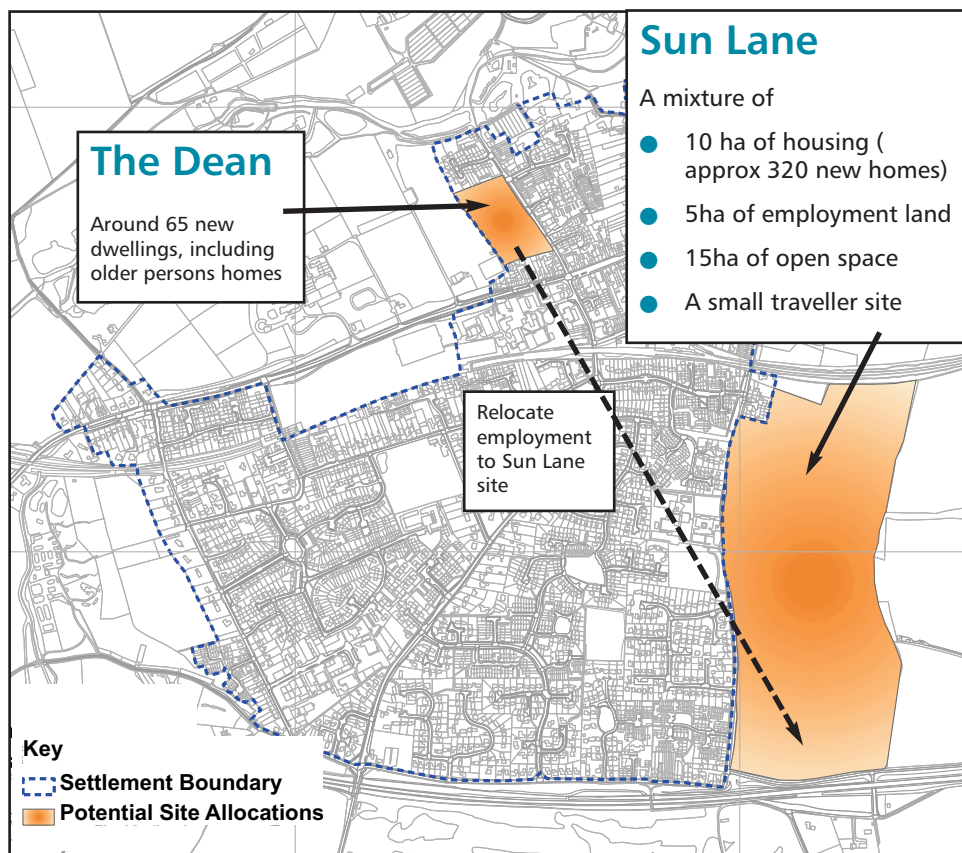 The Dean
Around 65 new
dwellings, including
older persons homes
Sun Lane
A mixture of
● 10 ha of housing (
approx 320 new homes)
● 5ha of employment land
● 15ha of open space
● A small traveller site
Relocate
employment
to Sun Lane
site
Key
Settlement Boundary
Potential Site Allocations